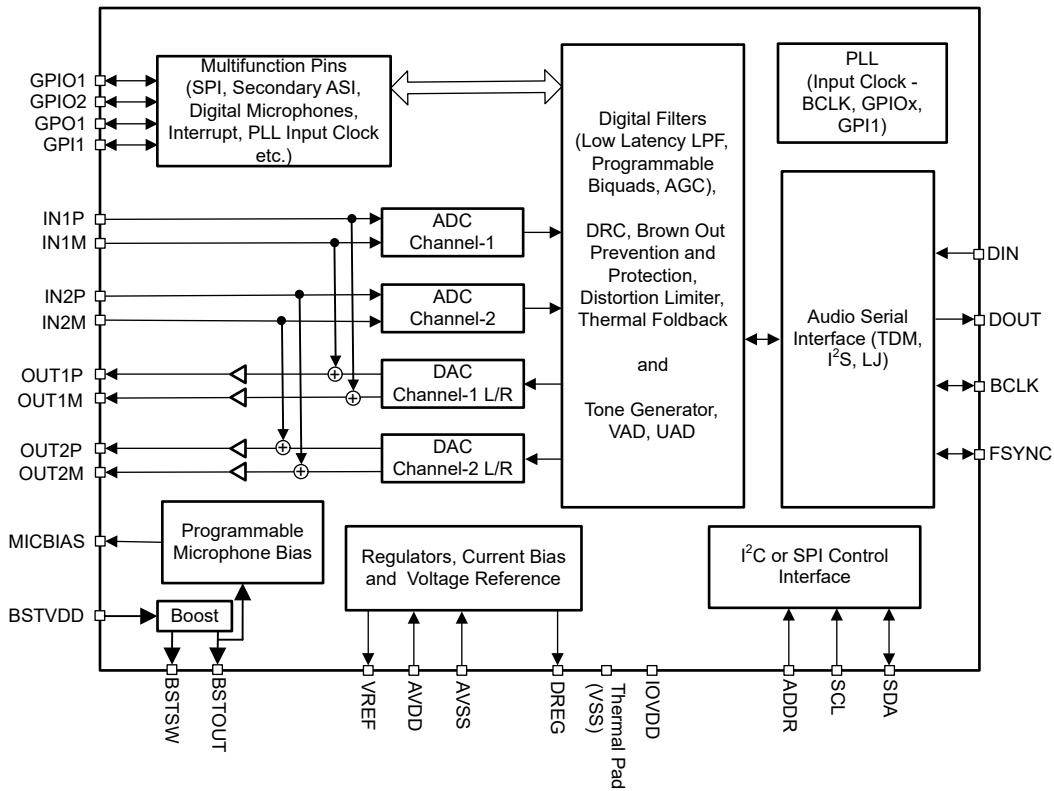 GPIO1
GPIO2
GPO1
GPI1
Multifunction Pins
(SPI, Secondary ASI,
Digital Microphones,
Interrupt, PLL Input Clock
etc.)
IN1P
IN1M
IN2P
IN2M
ADC
Channel-1
ADC
Channel-2
OUT1P
OUT1M
OUT2P
OUT2M
DAC
Channel-1 L/R
DAC
Channel-2 L/R
Digital Filters
(Low Latency LPF,
Programmable
Biquads, AGC),
DRC, Brown Out
Prevention and
Protection,
Distortion Limiter,
Thermal Foldback
and
Tone Generator,
VAD, UAD
PLL
(Input Clock -
BCLK, GPIOx,
GPI1)
Audio Serial
Interface (TDM,
I²S, LJ)
DIN
DOUT
BCLK
FSYNC
MICBIAS
Programmable
Microphone Bias
BSTVDD
Boost
Regulators, Current Bias
and Voltage Reference
I²C or SPI Control
Interface
BSTSW
BSTOUT
VREF
AVDD
AVSS
DREG
Thermal Pad
(VSS)
IOVDD
ADDR
SCL
SDA